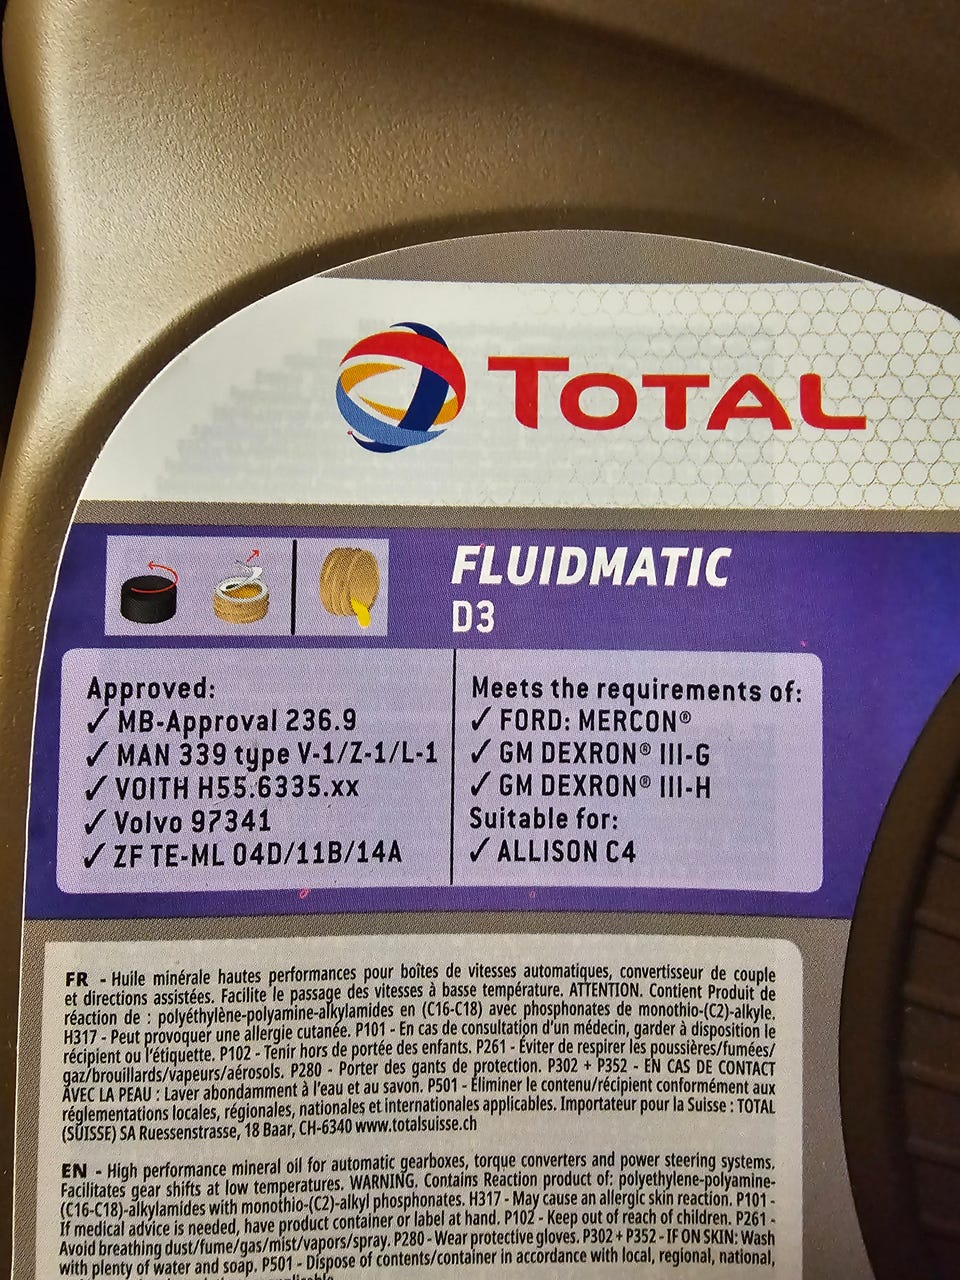 TOTAL
FLUIDMATIC
D3
Approved:
✓ MB-Approval 236.9
✓ MAN 339 type V-1/Z-1/L-1
✓ VOITH H55.6335.xx
✓ Volvo 97341
✓ ZF TE-ML 04D/11B/14A
Meets the requirements of:
✓ FORD: MERCON®
✓ GM DEXRON® III-G
✓ GM DEXRON® III-H
Suitable for:
✓ ALLISON C4
FR - Huile minérale hautes performances pour boîtes de vitesses automatiques, convertisseur de couple
et directions assistées. Facilite le passage des vitesses à basse température. ATTENTION. Contient Produit de
réaction de : polyéthylène-polyamine-alkylamides en (C16-C18) avec phosphonates de monothio-(C2)-alkyle.
H317 - Peut provoquer une allergie cutanée. P101 - En cas de consultation d'un médecin, garder à disposition le
récipient ou l'étiquette. P102 - Tenir hors de portée des enfants. P261 - Éviter de respirer les poussières/fumées/
gaz/brouillards/vapeurs/aérosols. P280 - Porter des gants de protection. P302 + P352 - EN CAS DE CONTACT
AVEC LA PEAU : Laver abondamment à l'eau et au savon. P501 - Éliminer le contenu/récipient conformément aux
réglementations locales, régionales, nationales et internationales applicables. Importateur pour la Suisse : TOTAL
(SUISSE) SA Ruessenstrasse, 18 Baar, CH-6340 www.totalsuisse.ch
EN - High performance mineral oil for automatic gearboxes, torque converters and power steering systems.
Facilitates gear shifts at low temperatures. WARNING. Contains Reaction product of: polyethylene-polyamine-
(C16-C18)-alkylamides with monothio-(C2)-alkyl phosphonates. H317 - May cause an allergic skin reaction. P101 -
If medical advice is needed, have product container or label at hand. P102 - Keep out of reach of children. P261 -
Avoid breathing dust/fume/gas/mist/vapors/spray. P280 - Wear protective gloves. P302 + P352 - IF ON SKIN: Wash
with plenty of water and soap. P501 - Dispose of contents/container in accordance with local, regional, national,